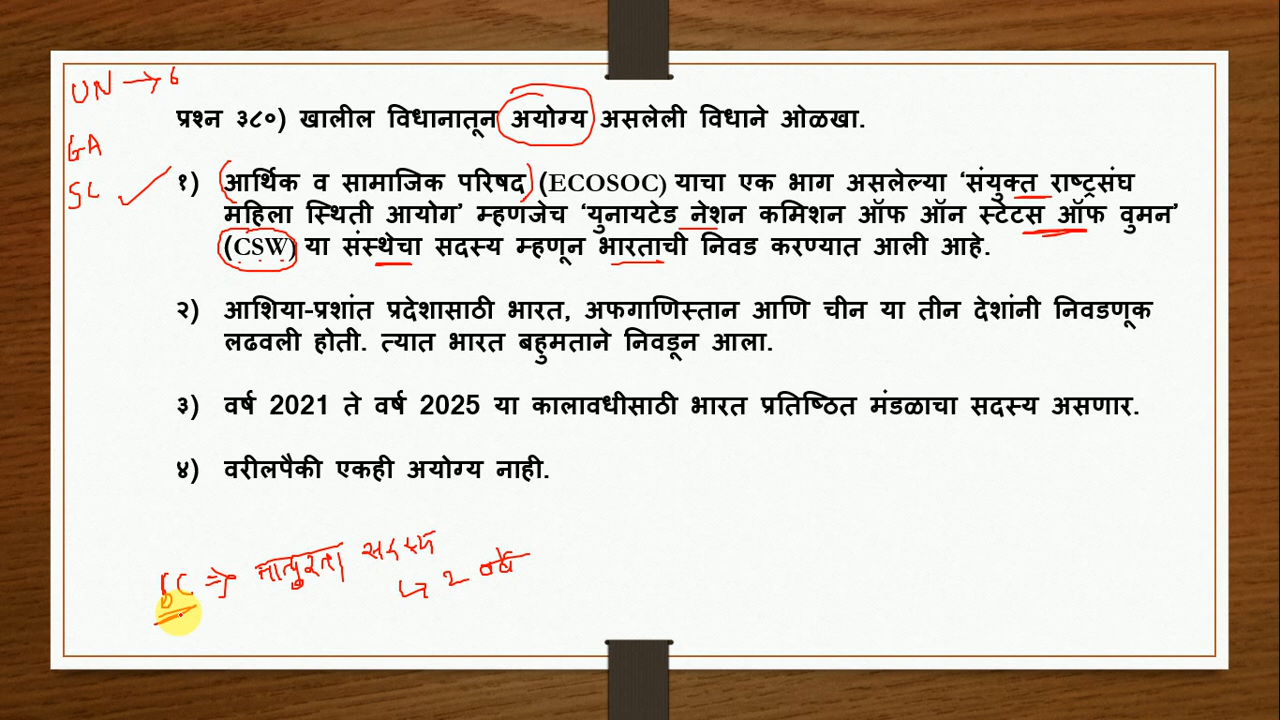 UN → 6
GA
SC
प्रश्न ३८०) खालील विधानातून अयोग्य असलेली विधाने ओळखा.
१) आर्थिक व सामाजिक परिषद (ECOSOC) याचा एक भाग असलेल्या ‘संयुक्त राष्ट्रसंघ
महिला स्थिती आयोग’ म्हणजेच ‘युनायटेड नेशन कमिशन ऑफ ऑन स्टेटस ऑफ वुमन’
(CSW) या संस्थेचा सदस्य म्हणून भारताची निवड करण्यात आली आहे.
२) आशिया-प्रशांत प्रदेशासाठी भारत, अफगाणिस्तान आणि चीन या तीन देशांनी निवडणूक
लढवली होती. त्यात भारत बहुमताने निवडून आला.
३) वर्ष 2021 ते वर्ष 2025 या कालावधीसाठी भारत प्रतिष्ठित मंडळाचा सदस्य असणार.
४) वरीलपैकी एकही अयोग्य नाही.
SC ⇒ तात्पुरता सदस्य
↳ 2 वर्षे